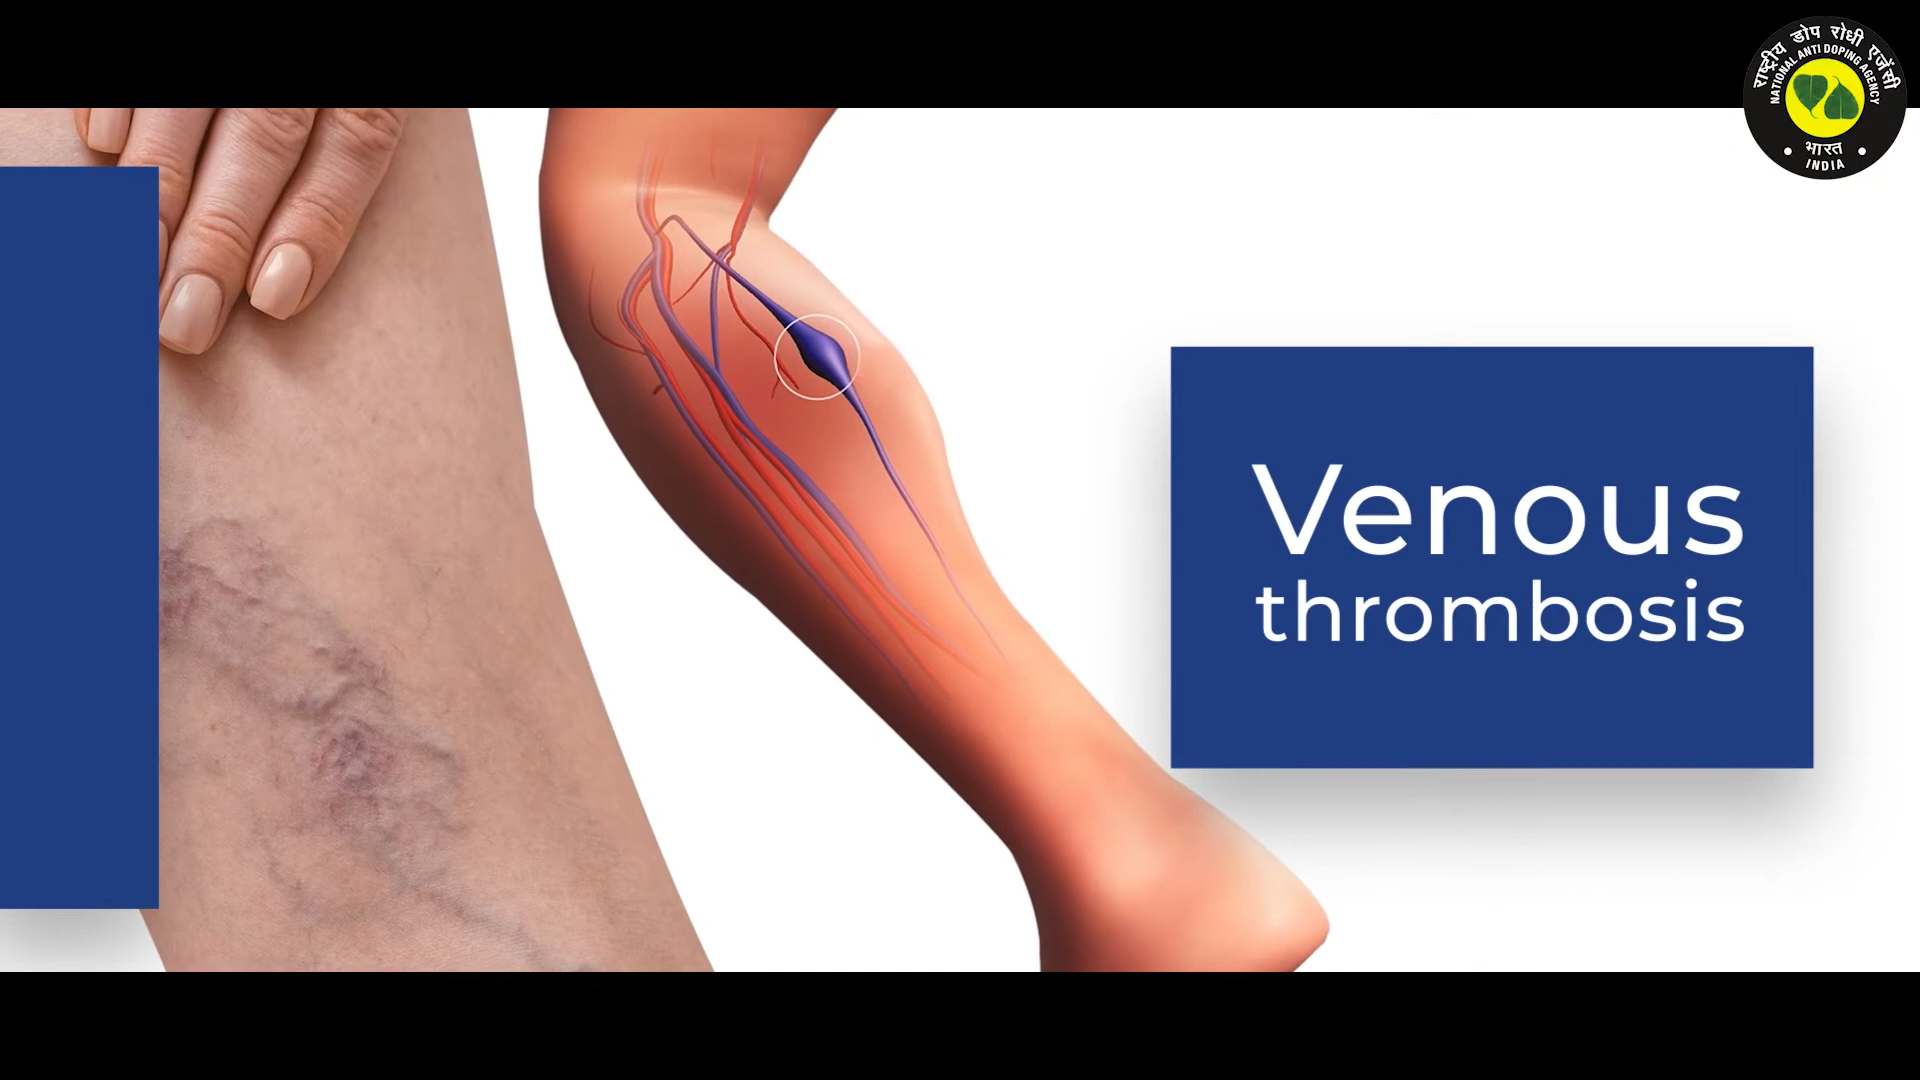 राष्ट्रीय डोप रोधी एजेंसी
NATIONAL ANTI DOPING AGENCY
भारत
INDIA
Venous
thrombosis